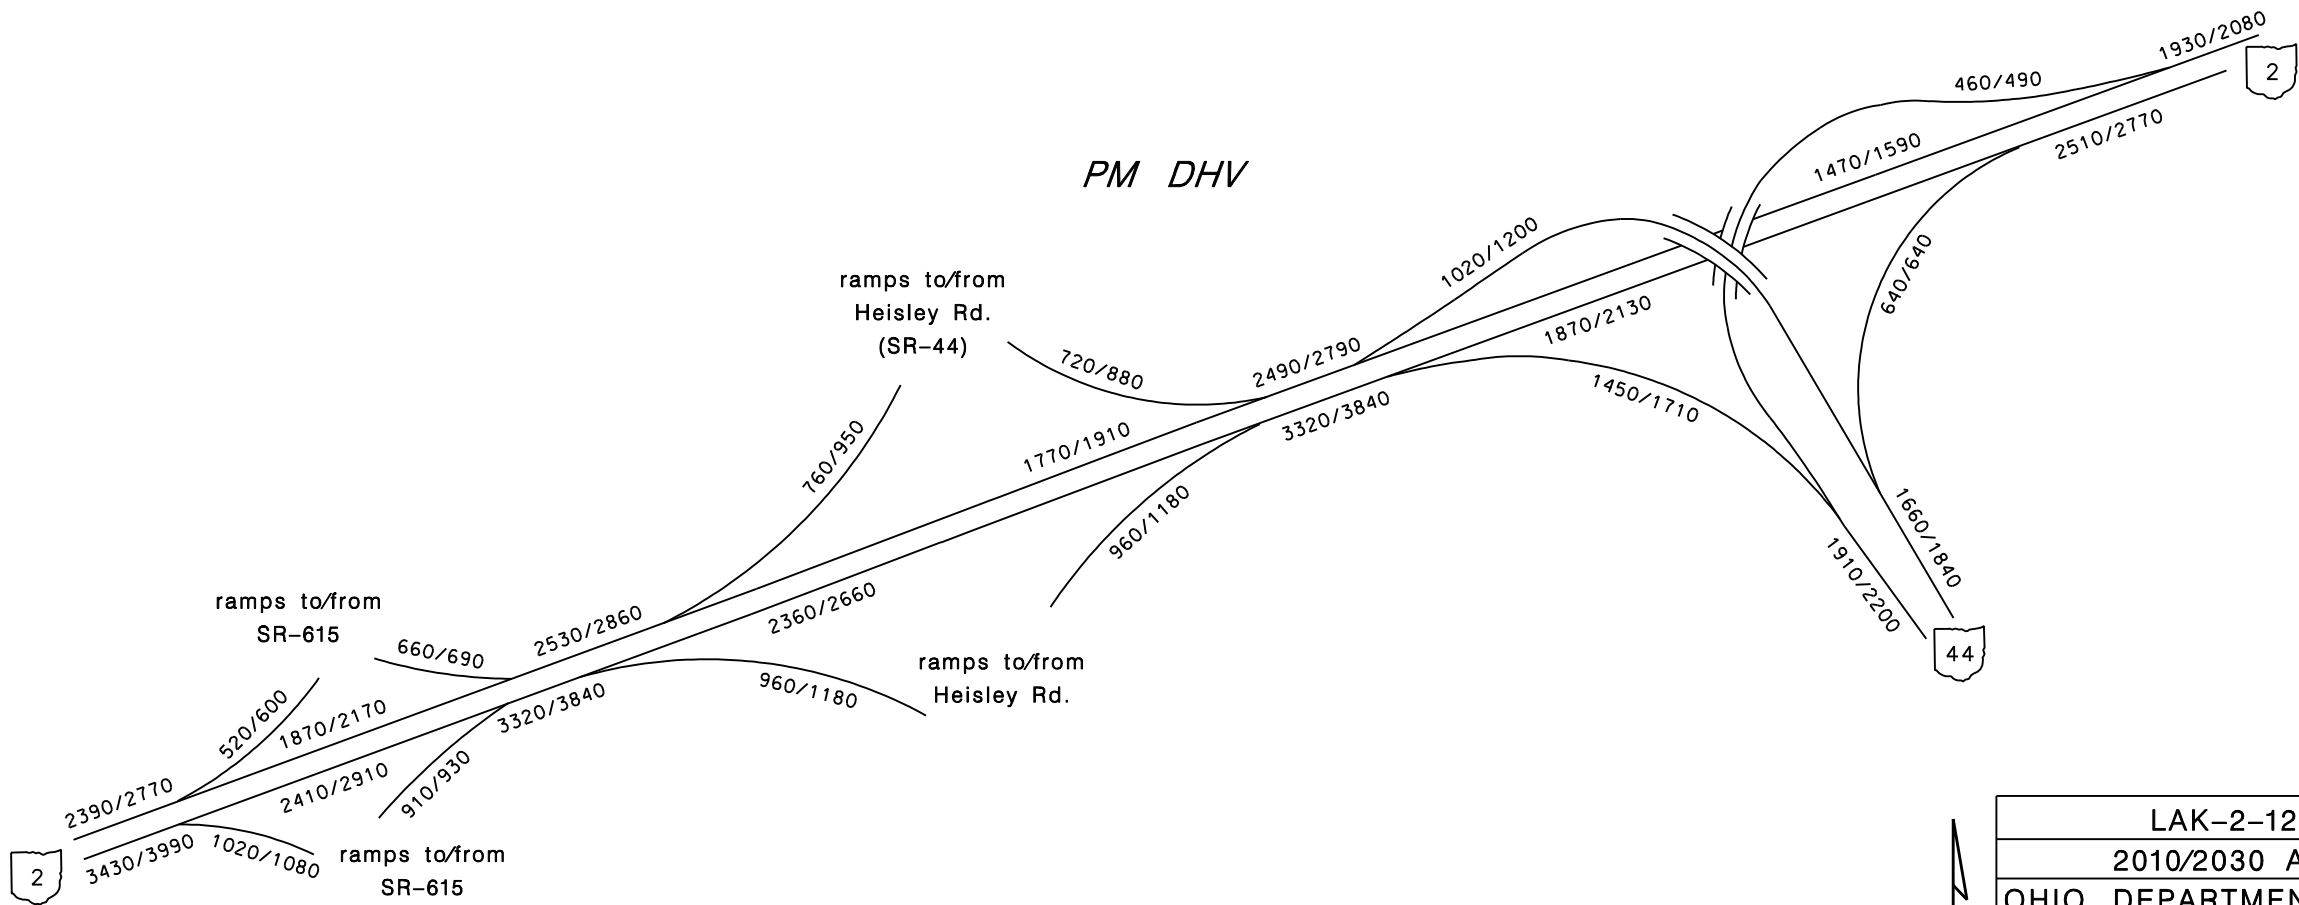 1930/2080
2
460/490
1470/1590
2510/2770
PM DHV
1020/1200
640/640
ramps to/from
Heisley Rd.
(SR-44)
1870/2130
720/880
2490/2790
1450/1710
3320/3840
760/950
1770/1910
960/1180
1660/1840
1910/2200
2360/2660
ramps to/from
SR-615
660/690
2530/2860
ramps to/from
Heisley Rd.
44
960/1180
520/600
1870/2170
3320/3840
2390/2770
2410/2910
910/930
3430/3990
1020/1080
ramps to/from
SR-615
2
LAK-2-12
2010/2030 A
OHIO DEPARTMEN